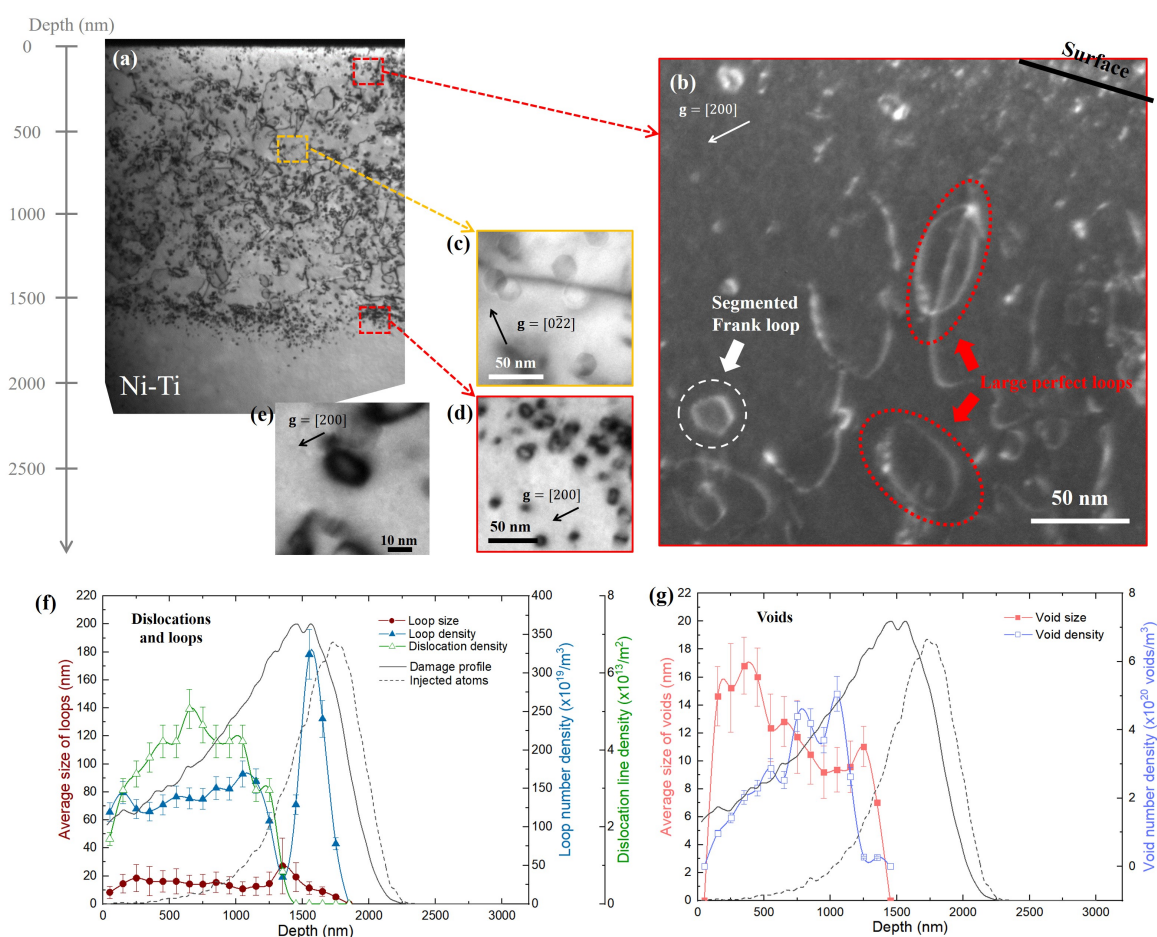 Depth (nm)
0
500
1000
1500
2000
2500
(a)
Ni-Ti
(b)
g = [200]
Surface
Segmented
Frank loop
Large perfect loops
50 nm
(c)
g = [02̅2]
50 nm
(d)
g = [200]
50 nm
(e)
g = [200]
10 nm
(f)
Dislocations
and loops
Loop size
Loop density
Dislocation density
Damage profile
Injected atoms
Average size of loops (nm)
220
200
180
160
140
120
100
80
60
40
20
0
0 500 1000 1500 2000 2500 3000
Depth (nm)
400
350
300
250
200
150
100
50
0
Loop number density (x10¹⁹/m³)
8
6
4
2
0
Dislocation line density (x10¹³/m²)
(g)
Voids
Void size
Void density
Average size of voids (nm)
22
20
18
16
14
12
10
8
6
4
2
0
0 500 1000 1500 2000 2500 3000
Depth (nm)
8
6
4
2
0
Void number density (x10²⁰ voids/m³)